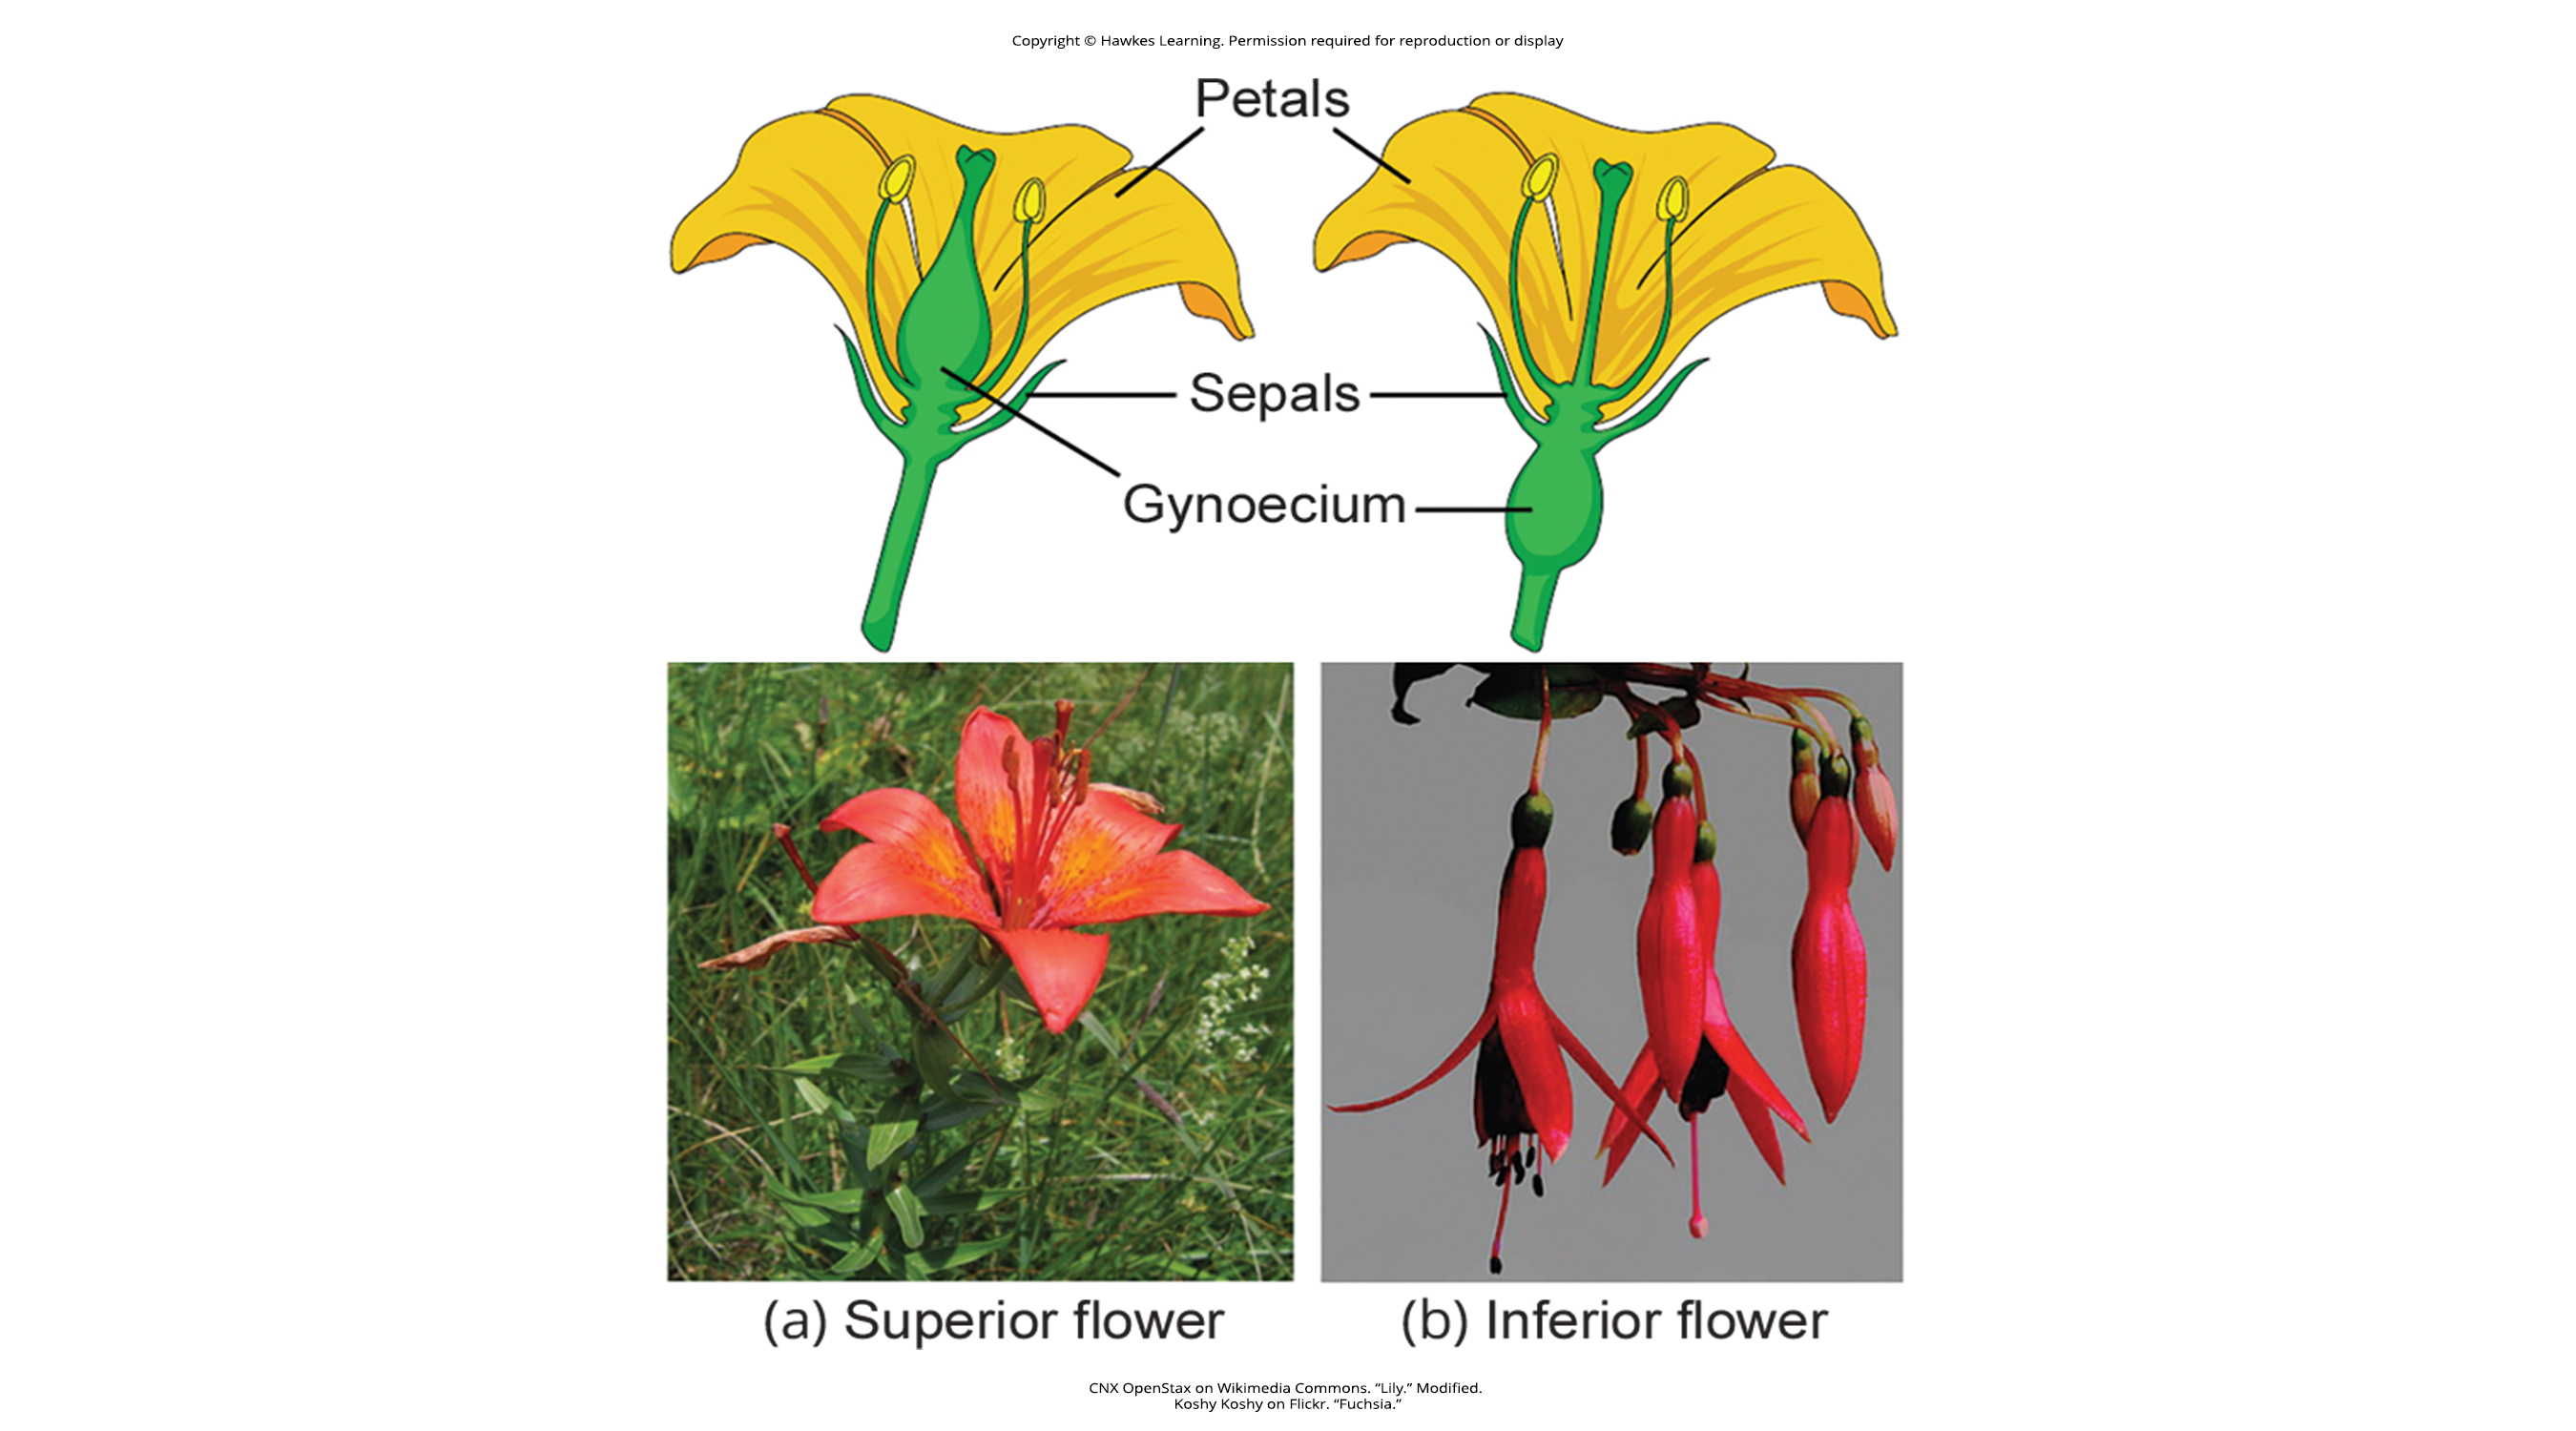 Copyright © Hawkes Learning. Permission required for reproduction or display
Petals
Sepals
Gynoecium
(a) Superior flower
(b) Inferior flower
CNX OpenStax on Wikimedia Commons. “Lily.” Modified.
Koshy Koshy on Flickr. “Fuchsia.”